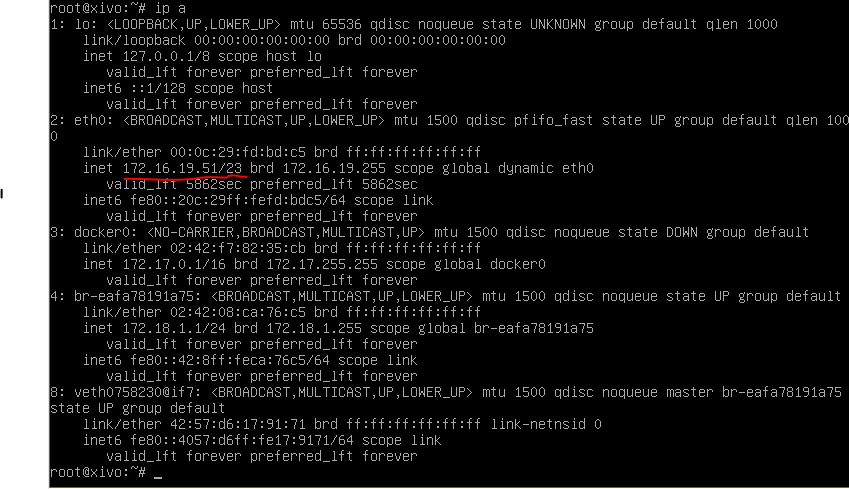 root@xivo:~# ip a
1: lo: <LOOPBACK,UP,LOWER_UP> mtu 65536 qdisc noqueue state UNKNOWN group default qlen 1000
link/loopback 00:00:00:00:00:00 brd 00:00:00:00:00:00
inet 127.0.0.1/8 scope host lo
valid_lft forever preferred_lft forever
inet6 ::1/128 scope host
valid_lft forever preferred_lft forever
2: eth0: <BROADCAST,MULTICAST,UP,LOWER_UP> mtu 1500 qdisc pfifo_fast state UP group default qlen 100
0
link/ether 00:0c:29:fd:bd:c5 brd ff:ff:ff:ff:ff:ff
inet 172.16.19.51/23 brd 172.16.19.255 scope global dynamic eth0
valid_lft 5862sec preferred_lft 5862sec
inet6 fe80::20c:29ff:fefd:bdc5/64 scope link
valid_lft forever preferred_lft forever
3: docker0: <NO-CARRIER,BROADCAST,MULTICAST,UP> mtu 1500 qdisc noqueue state DOWN group default
link/ether 02:42:f7:82:35:cb brd ff:ff:ff:ff:ff:ff
inet 172.17.0.1/16 brd 172.17.255.255 scope global docker0
valid_lft forever preferred_lft forever
4: br-eafa78191a75: <BROADCAST,MULTICAST,UP,LOWER_UP> mtu 1500 qdisc noqueue state UP group default
link/ether 02:42:08:ca:76:c5 brd ff:ff:ff:ff:ff:ff
inet 172.18.1.1/24 brd 172.18.1.255 scope global br-eafa78191a75
valid_lft forever preferred_lft forever
inet6 fe80::42:8ff:feca:76c5/64 scope link
valid_lft forever preferred_lft forever
8: veth0758230@if7: <BROADCAST,MULTICAST,UP,LOWER_UP> mtu 1500 qdisc noqueue master br-eafa78191a75
state UP group default
link/ether 42:57:d6:17:91:71 brd ff:ff:ff:ff:ff:ff link-netnsid 0
inet6 fe80::4057:d6ff:fe17:9171/64 scope link
valid_lft forever preferred_lft forever
root@xivo:~# _